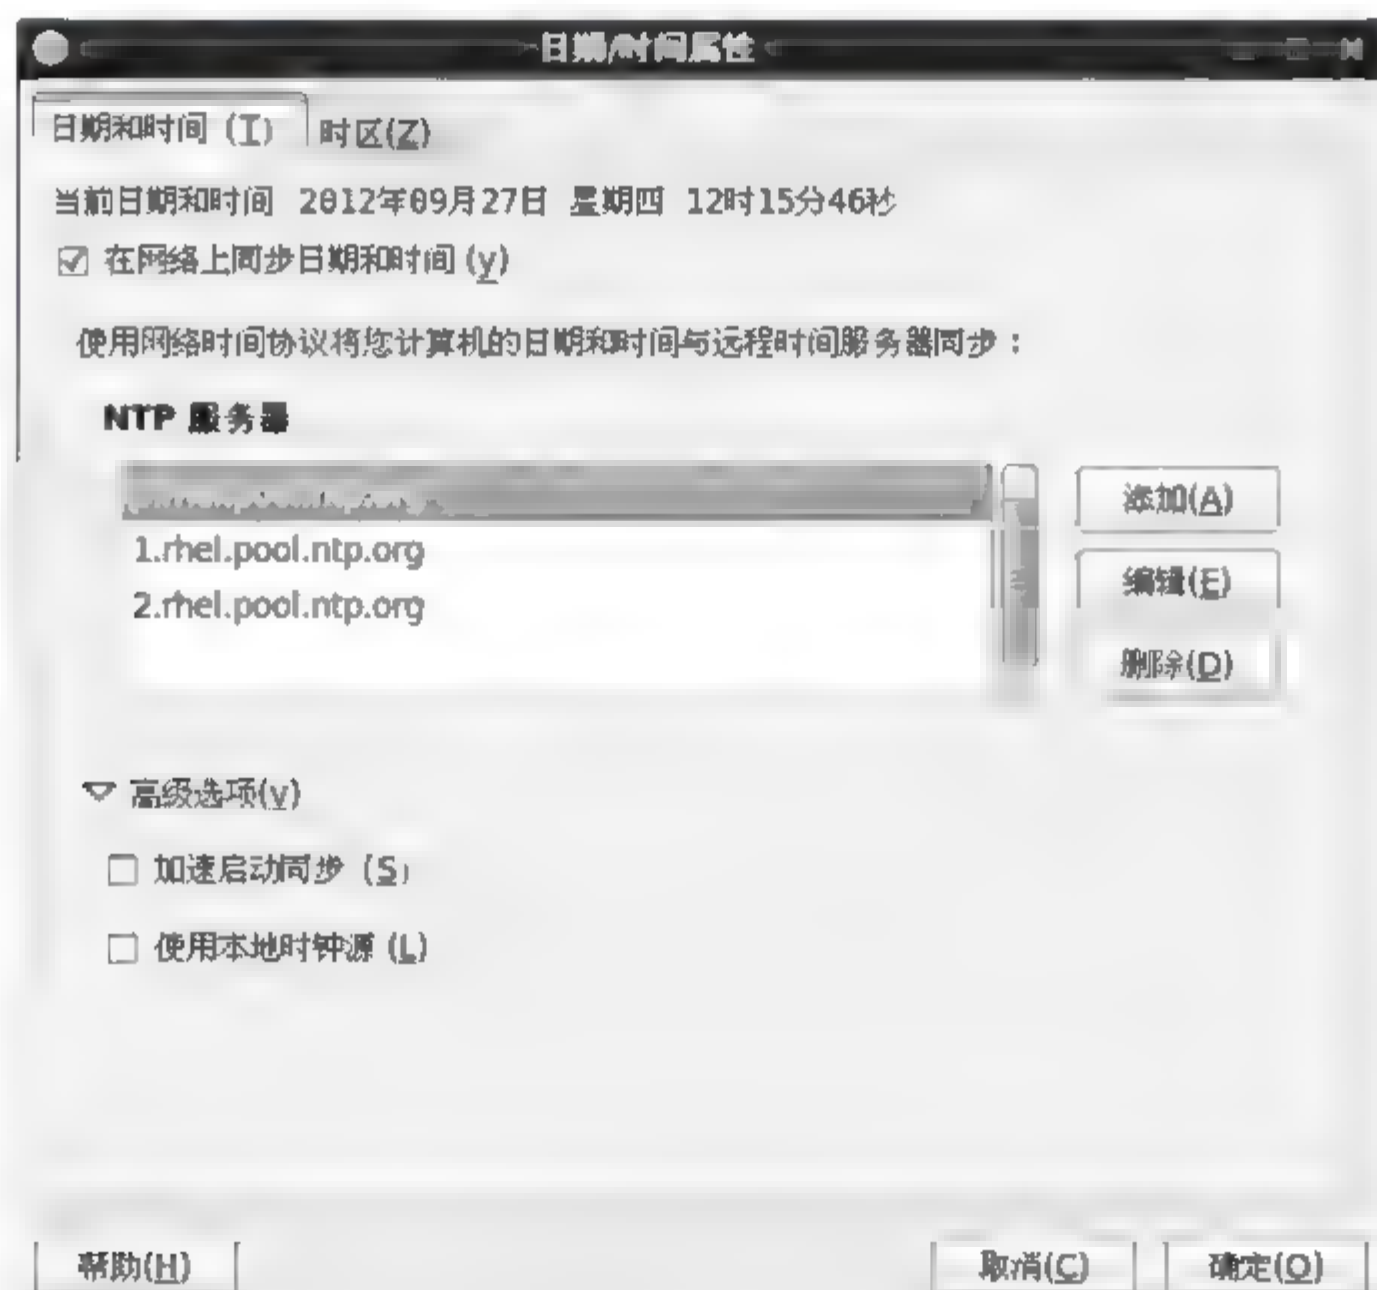 日期/时间属性
日期和时间 (T) 时区(Z)
当前日期和时间 2012年09月27日 星期四 12时15分46秒
在网络上同步日期和时间 (y)
使用网络时间协议将您计算机的日期和时间与远程时间服务器同步：
NTP 服务器
添加(A)
1.rhel.pool.ntp.org
编辑(E)
2.rhel.pool.ntp.org
删除(D)
高级选项(v)
加速启动同步 (S)
使用本地时钟源 (L)
帮助(H) 取消(C) 确定(O)